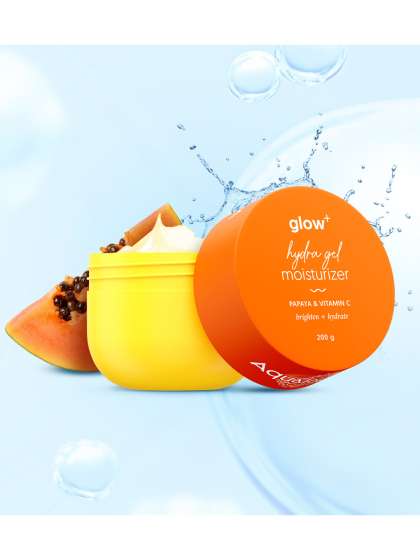 glow+
hydra gel
moisturizer
PAPAYA & VITAMIN C
brighten + hydrate
200 g